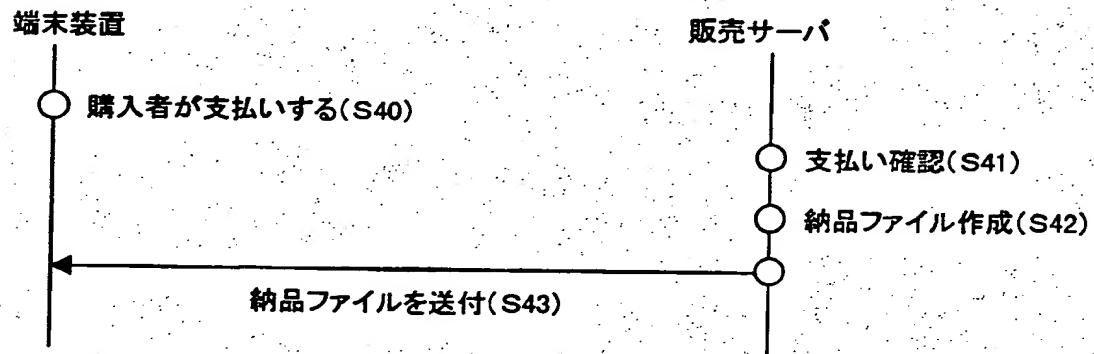 端末装置
販売サーバ
購入者が支払いする(S40)
支払い確認(S41)
納品ファイル作成(S42)
納品ファイルを送付(S43)